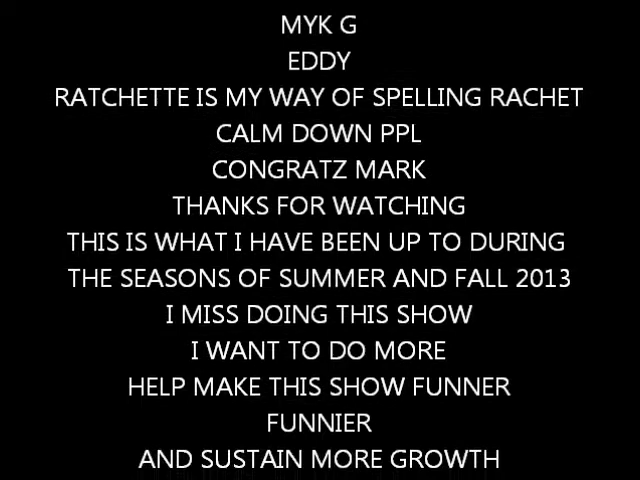 MYK G
EDDY
RATCHETTE IS MY WAY OF SPELLING RACHET
CALM DOWN PPL
CONGRATZ MARK
THANKS FOR WATCHING
THIS IS WHAT I HAVE BEEN UP TO DURING
THE SEASONS OF SUMMER AND FALL 2013
I MISS DOING THIS SHOW
I WANT TO DO MORE
HELP MAKE THIS SHOW FUNNER
FUNNIER
AND SUSTAIN MORE GROWTH